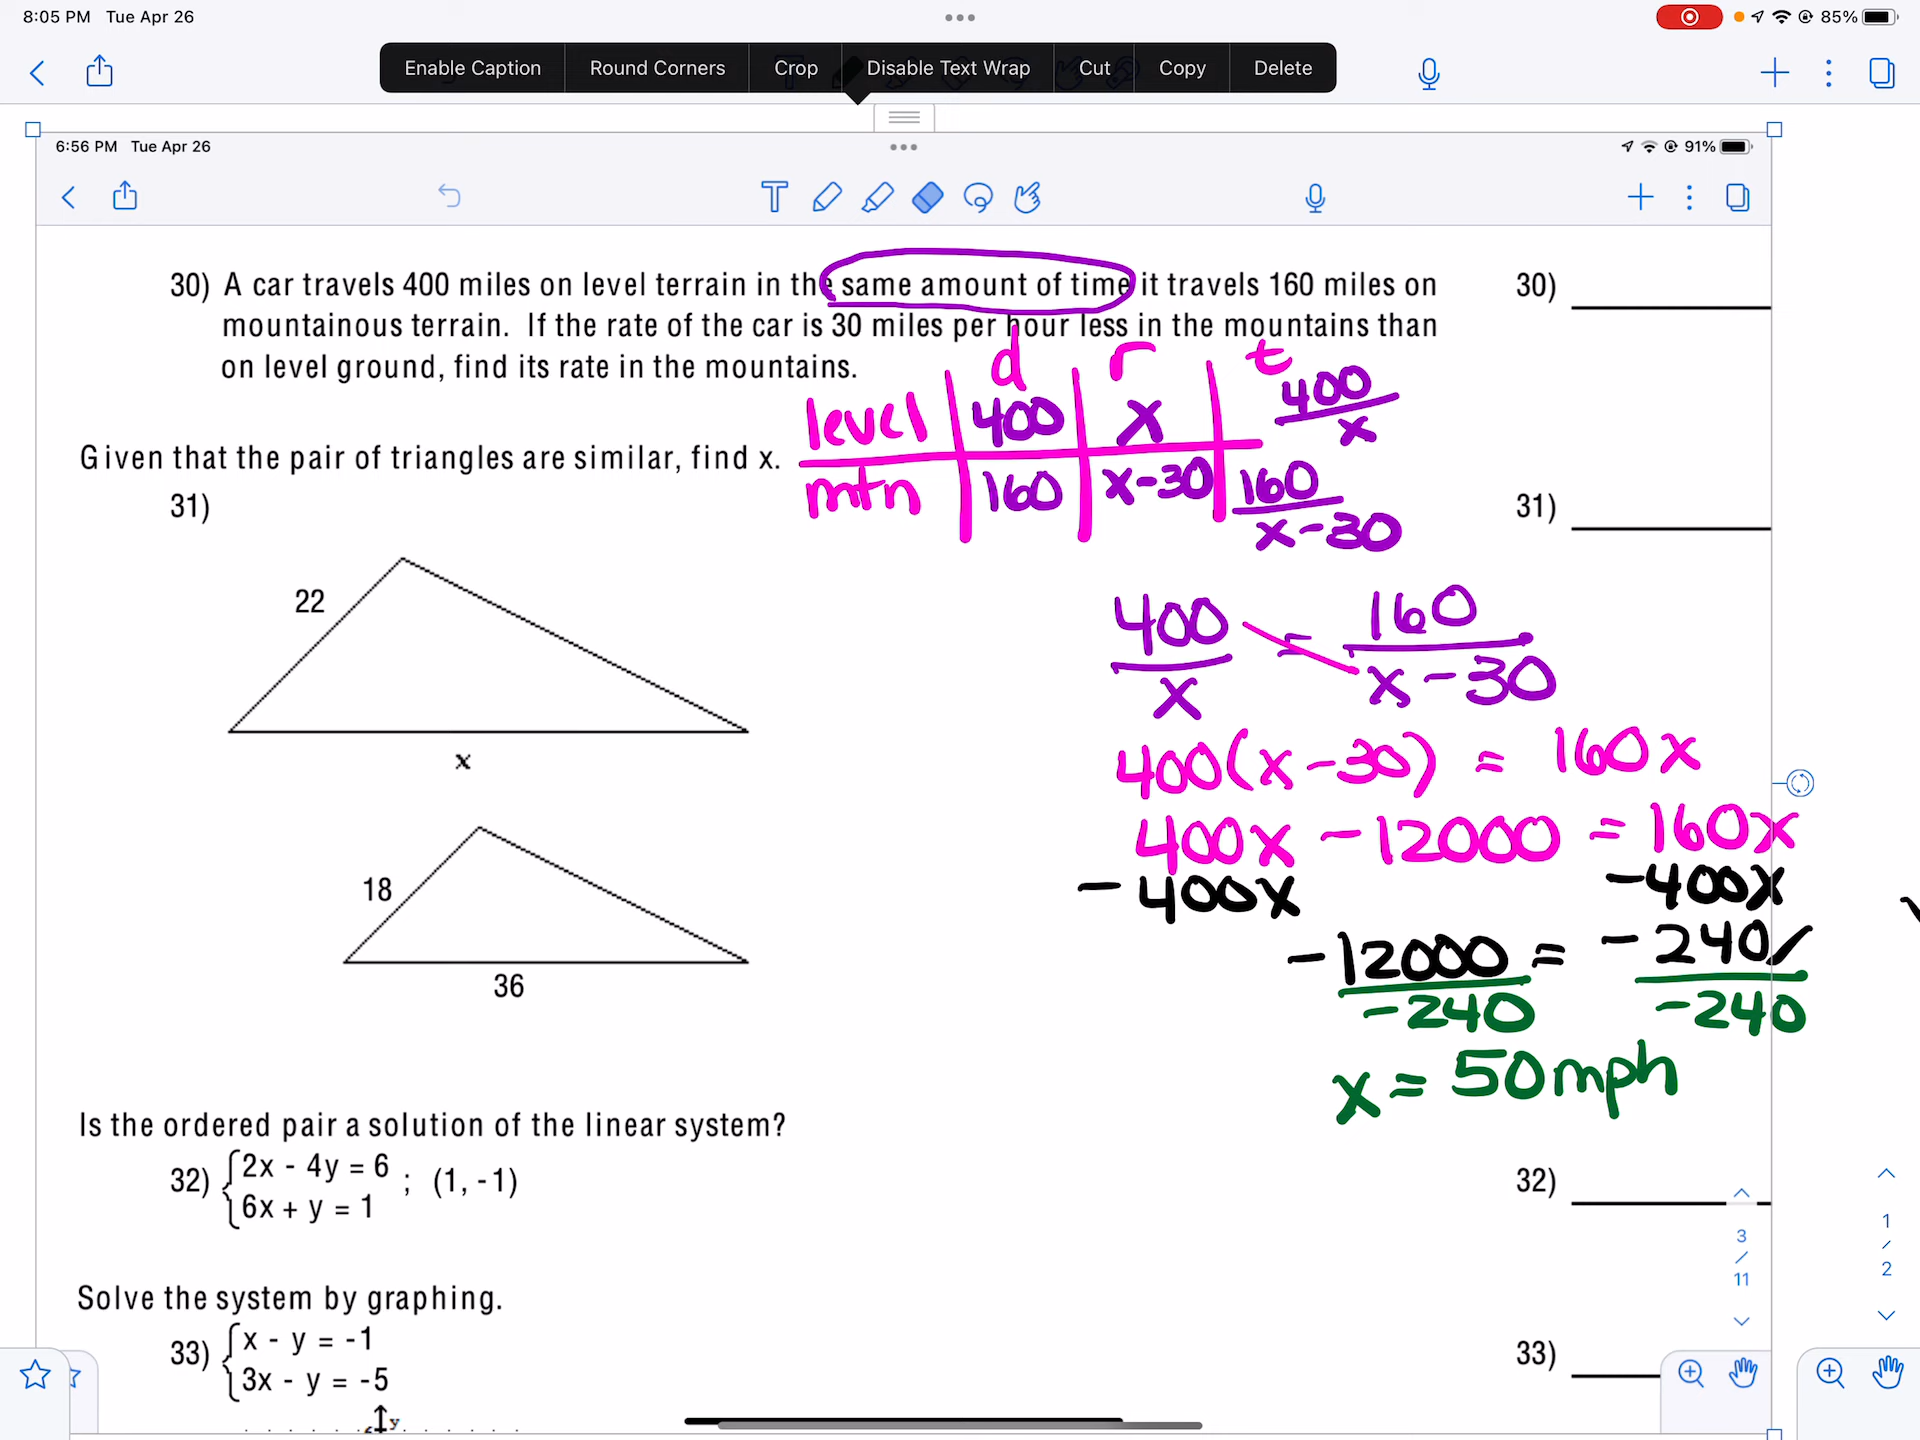 8:05 PM Tue Apr 26
85%
Enable Caption Round Corners Crop Disable Text Wrap Cut Copy Delete
6:56 PM Tue Apr 26
91%
30) A car travels 400 miles on level terrain in the same amount of time it travels 160 miles on 30)
mountainous terrain. If the rate of the car is 30 miles per hour less in the mountains than
on level ground, find its rate in the mountains.
d r t
level 400 x 400/x
mtn 160 x-30 160/x-30
Given that the pair of triangles are similar, find x.
31) 31)
22
x
18
36
400/x = 160/x-30
400(x-30) = 160x
400x - 12000 = 160x
-400x -400x
-12000 = -240
-240 -240
x = 50mph
Is the ordered pair a solution of the linear system?
32) {2x - 4y = 6 ; (1, -1) 32)
{6x + y = 1
3
/
11
1
/
2
Solve the system by graphing.
33) {x - y = -1 33)
{3x - y = -5
y